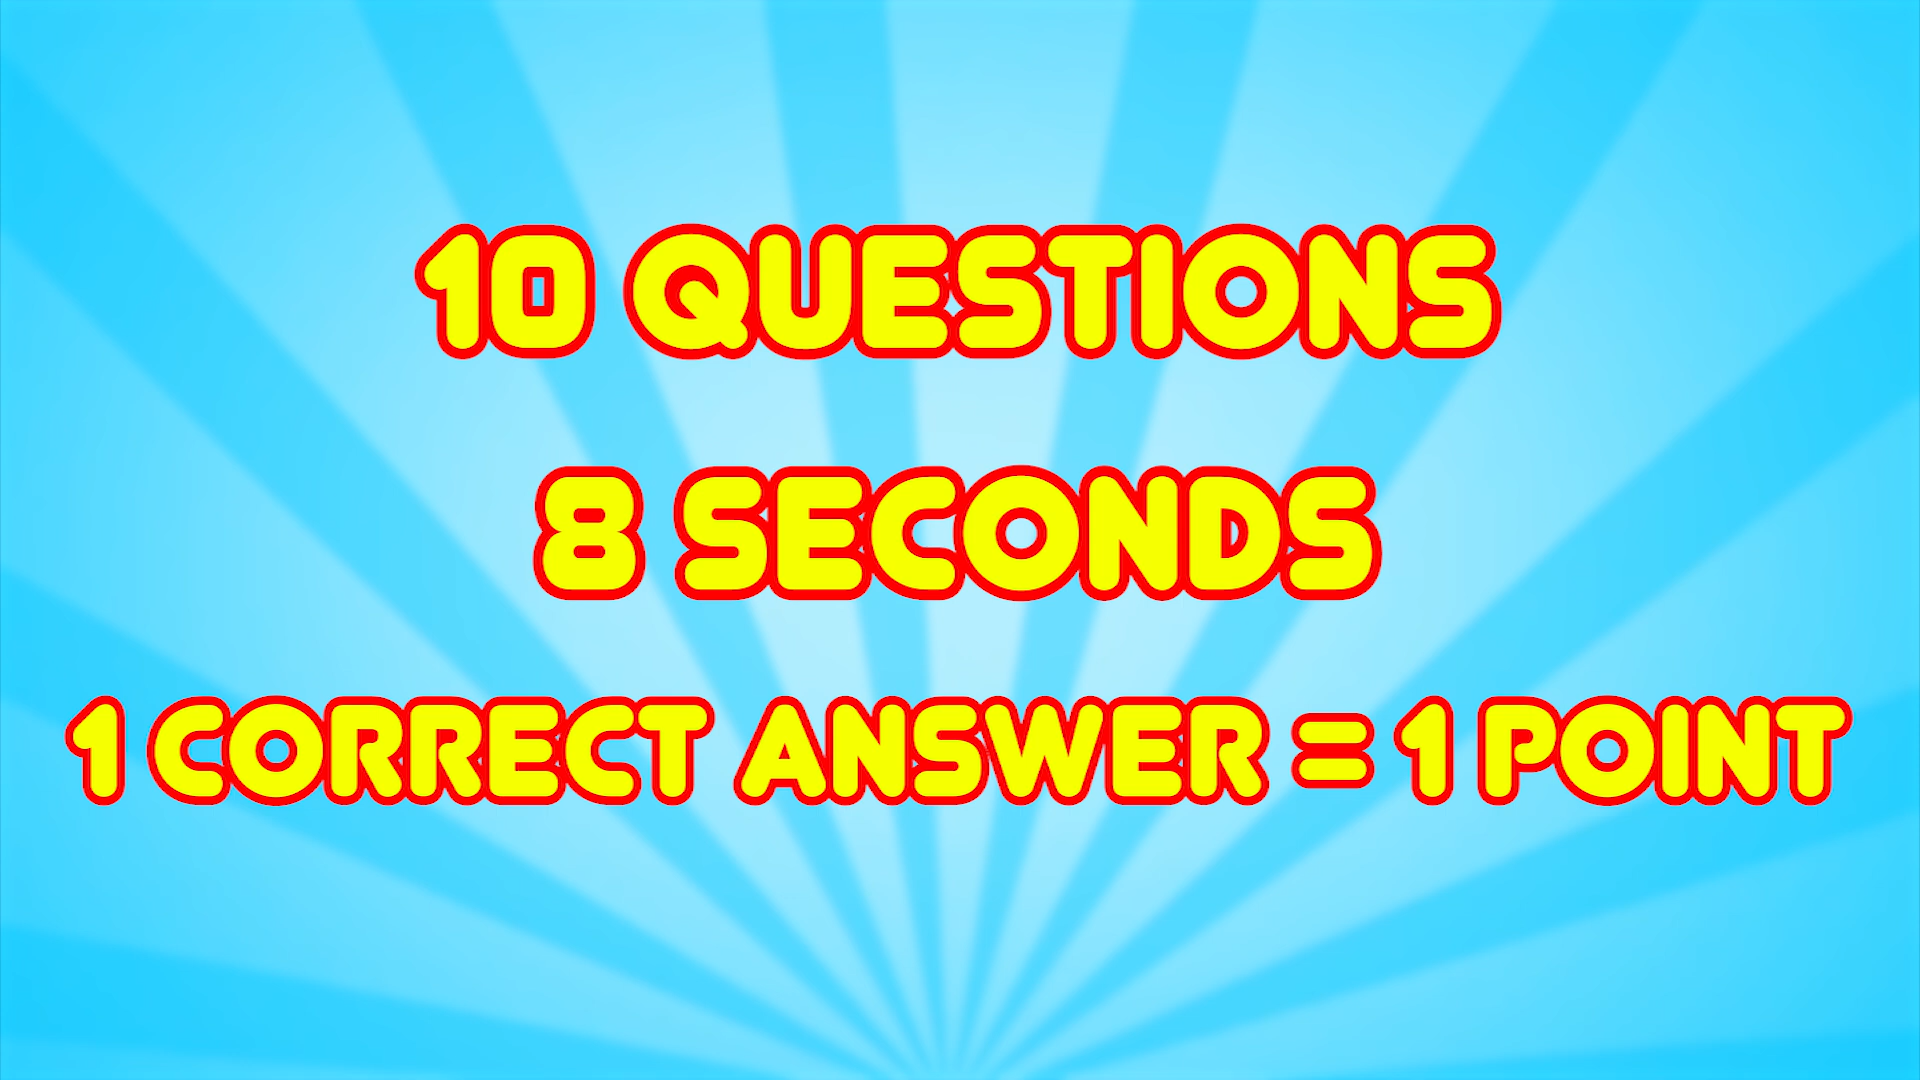 10 QUESTIONS
8 SECONDS
1 CORRECT ANSWER = 1 POINT